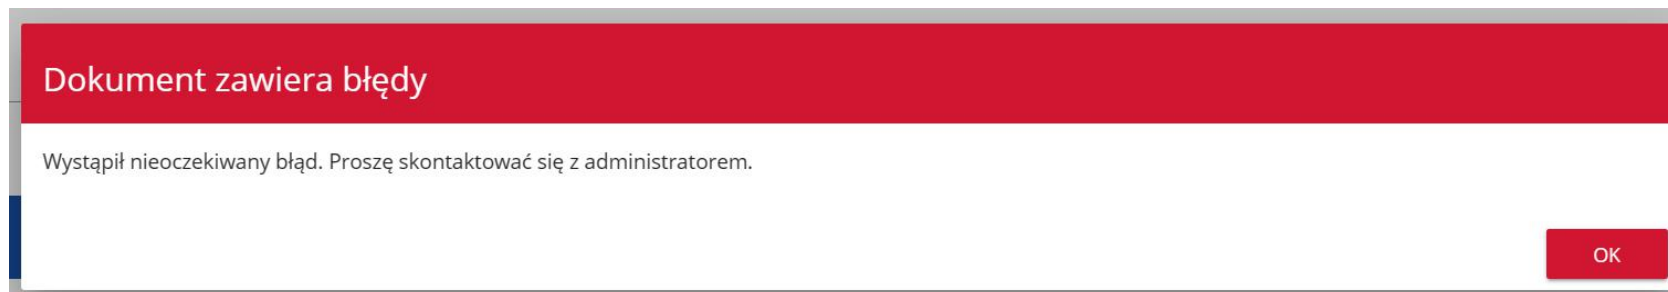 Dokument zawiera błędy
Wystąpił nieoczekiwany błąd. Proszę skontaktować się z administratorem.
OK